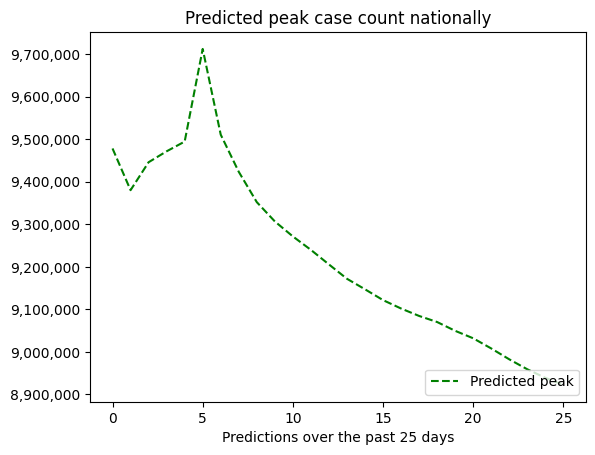 Predicted peak case count nationally
9,700,000
9,600,000
9,500,000
9,400,000
9,300,000
9,200,000
9,100,000
9,000,000
8,900,000
Predicted peak
0 5 10 15 20 25
Predictions over the past 25 days